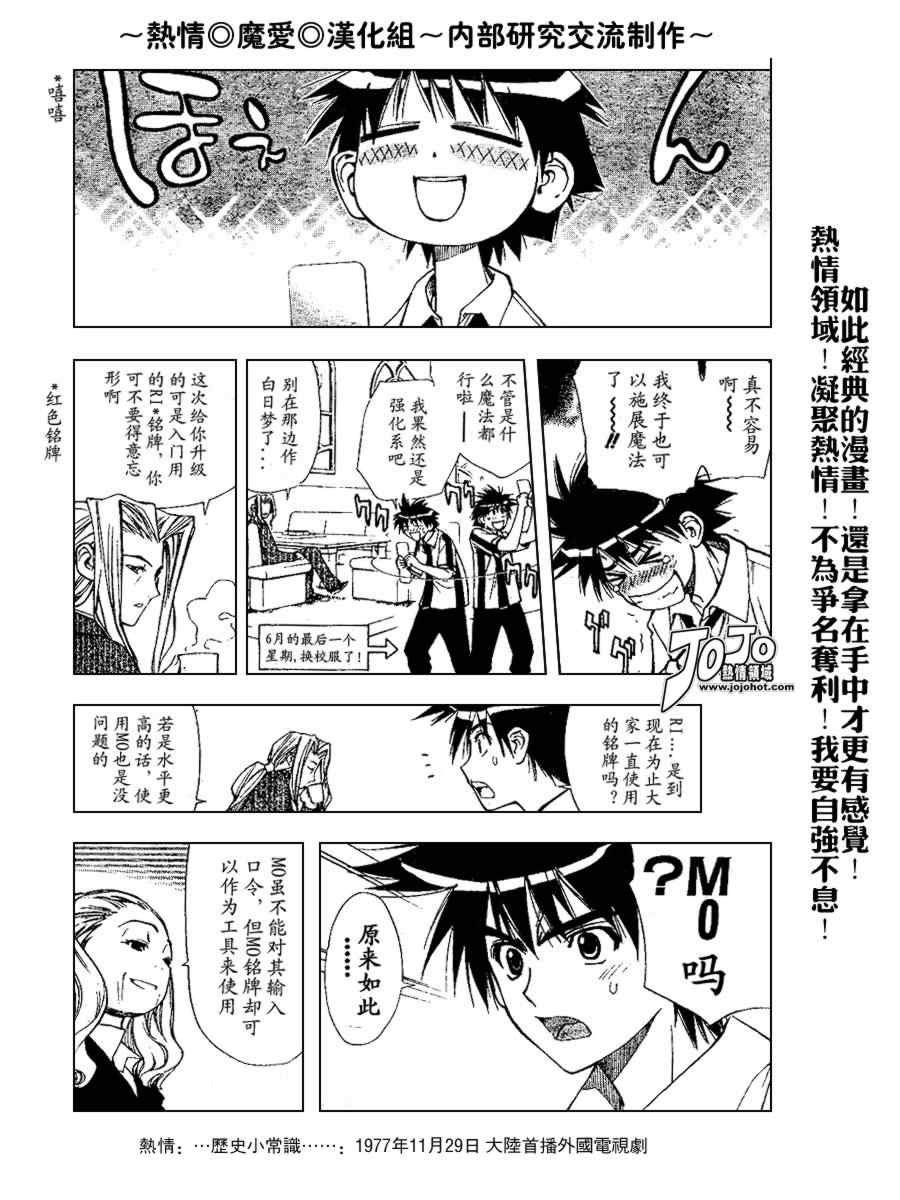 ～熱情◎魔愛◎漢化組～内部研究交流制作～
*嘻嘻
ほえ
ん
真不容易
啊～～
我终于也可
以施展魔法
了～～!!
不管是什
么魔法都
行啦——
我果然还是
强化系吧
别在那边作
白日梦了...
6月的最后一个
星期,换校服了!
这次给你升级
的可是入门用
的RI*铭牌，你
可不要得意忘
形啊
*红色铭牌
JOJO
熱情領域
www.jojohot.com
RI....是到
现在为止大
家一直使用
的铭牌吗？
若是水平更
高的话，使
用MO也是没
问题的
MO吗
?
原来如此
……
MO虽不能对其输入
口令，但MO铭牌却可
以作为工具来使用
如此經典的漫畫！還是拿在手中才更有感覺！
熱情領域！凝聚熱情！不為爭名奪利！我要自強不息！
熱情：…歷史小常識……：1977年11月29日 大陸首播外國電視劇